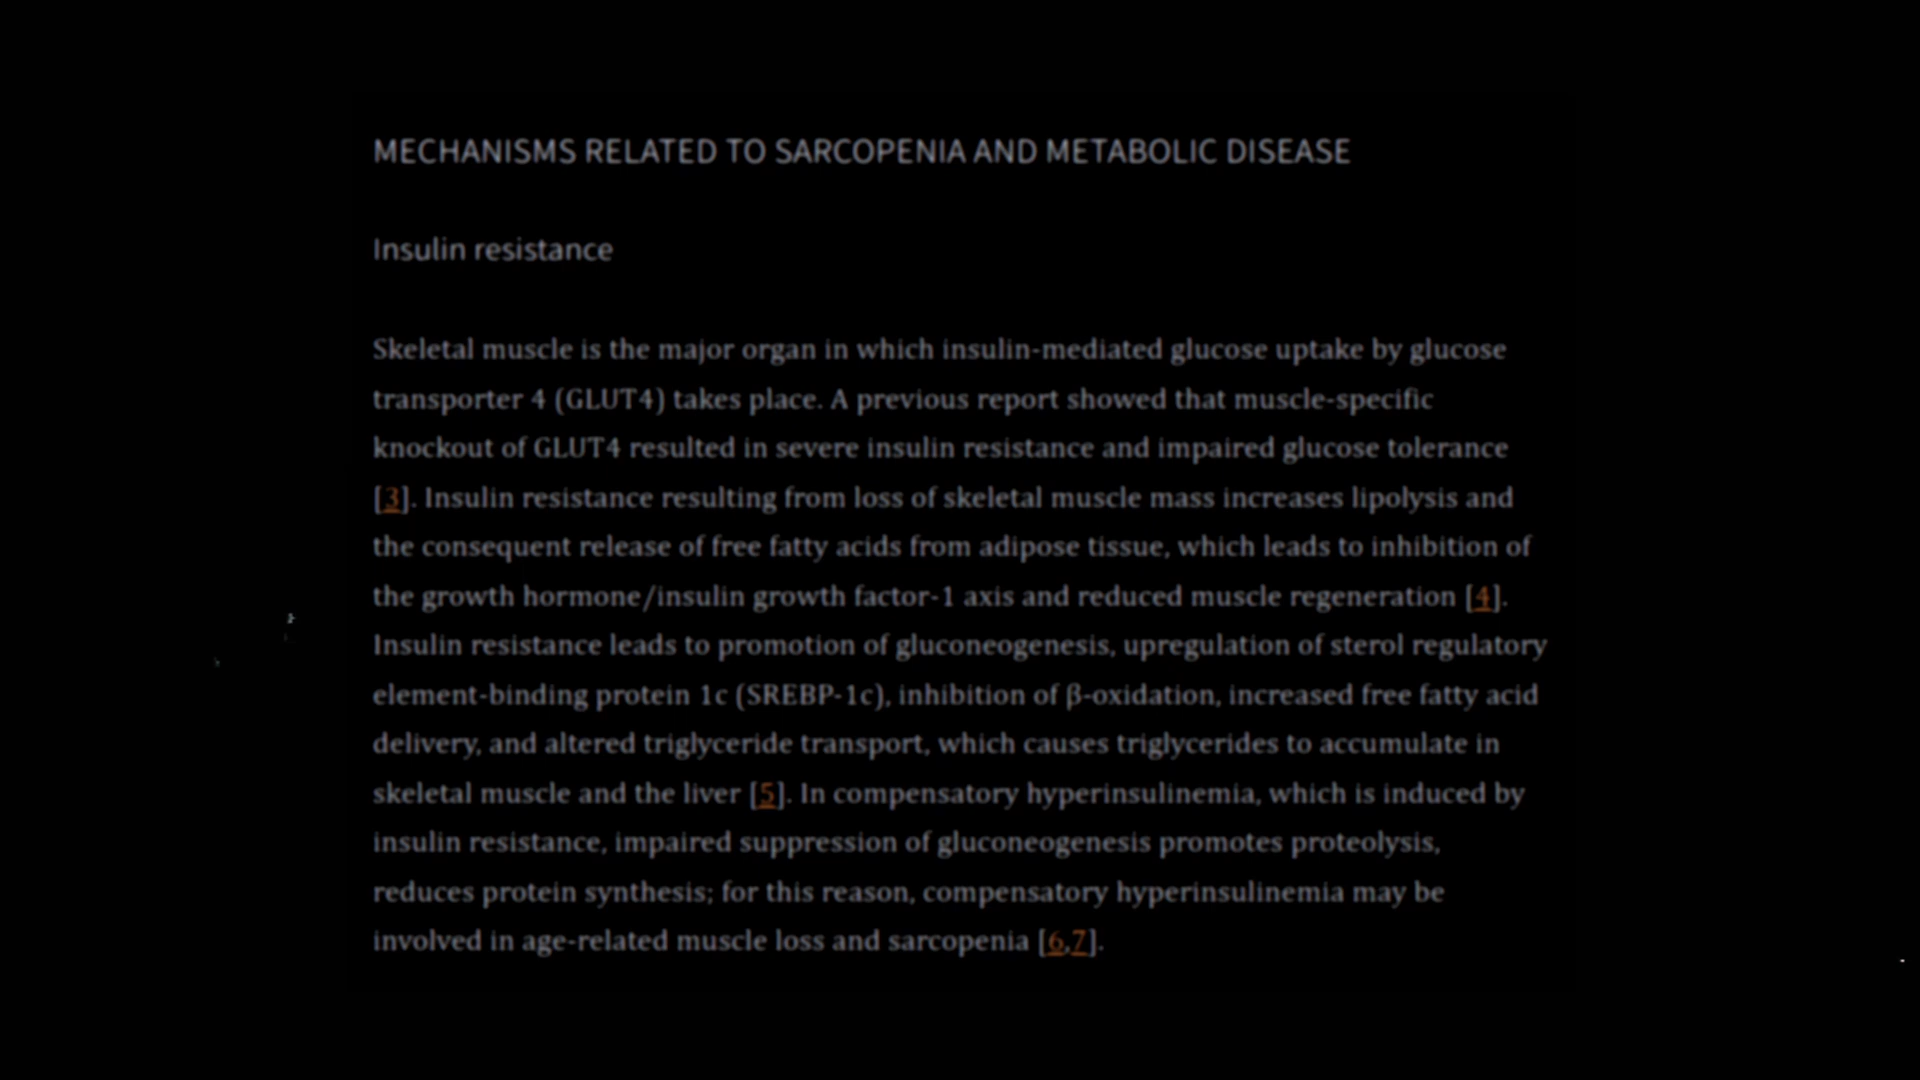 MECHANISMS RELATED TO SARCOPENIA AND METABOLIC DISEASE
Insulin resistance
Skeletal muscle is the major organ in which insulin-mediated glucose uptake by glucose
transporter 4 (GLUT4) takes place. A previous report showed that muscle-specific
knockout of GLUT4 resulted in severe insulin resistance and impaired glucose tolerance
[3]. Insulin resistance resulting from loss of skeletal muscle mass increases lipolysis and
the consequent release of free fatty acids from adipose tissue, which leads to inhibition of
the growth hormone/insulin growth factor-1 axis and reduced muscle regeneration [4].
Insulin resistance leads to promotion of gluconeogenesis, upregulation of sterol regulatory
element-binding protein 1c (SREBP-1c), inhibition of β-oxidation, increased free fatty acid
delivery, and altered triglyceride transport, which causes triglycerides to accumulate in
skeletal muscle and the liver [5]. In compensatory hyperinsulinemia, which is induced by
insulin resistance, impaired suppression of gluconeogenesis promotes proteolysis,
reduces protein synthesis; for this reason, compensatory hyperinsulinemia may be
involved in age-related muscle loss and sarcopenia [6,7].